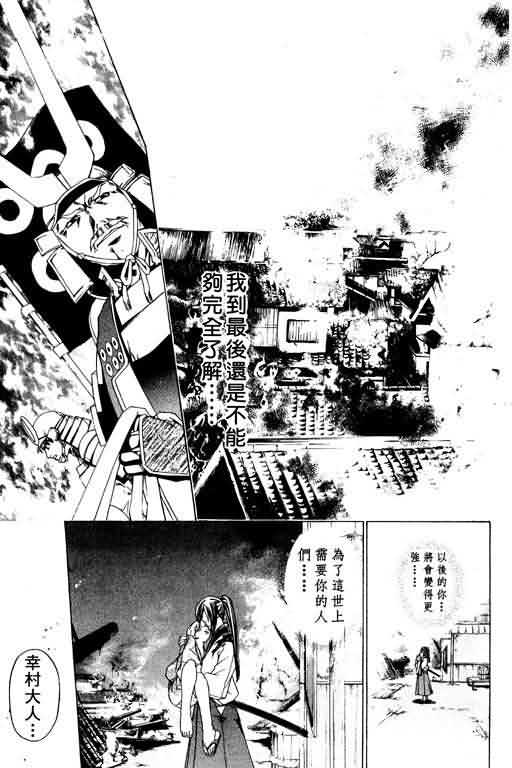 我到最後還是不能
夠完全了解……
以後的你…
將會變得更
強……
為了這世上
需要你的人
們……
幸村大人…